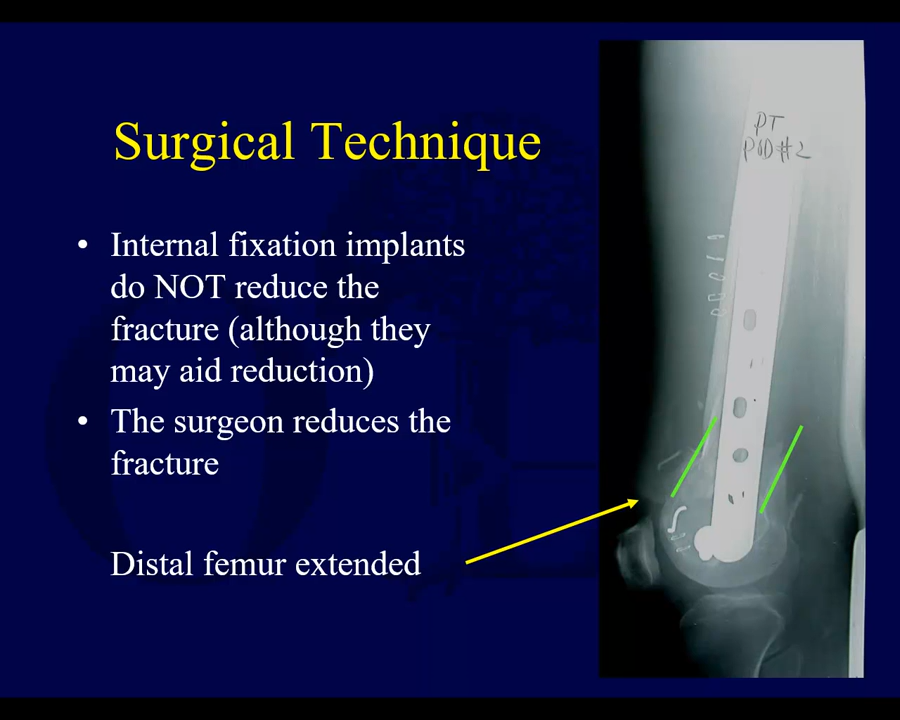 Surgical Technique
• Internal fixation implants
do NOT reduce the
fracture (although they
may aid reduction)
• The surgeon reduces the
fracture
Distal femur extended
PT
POD#2